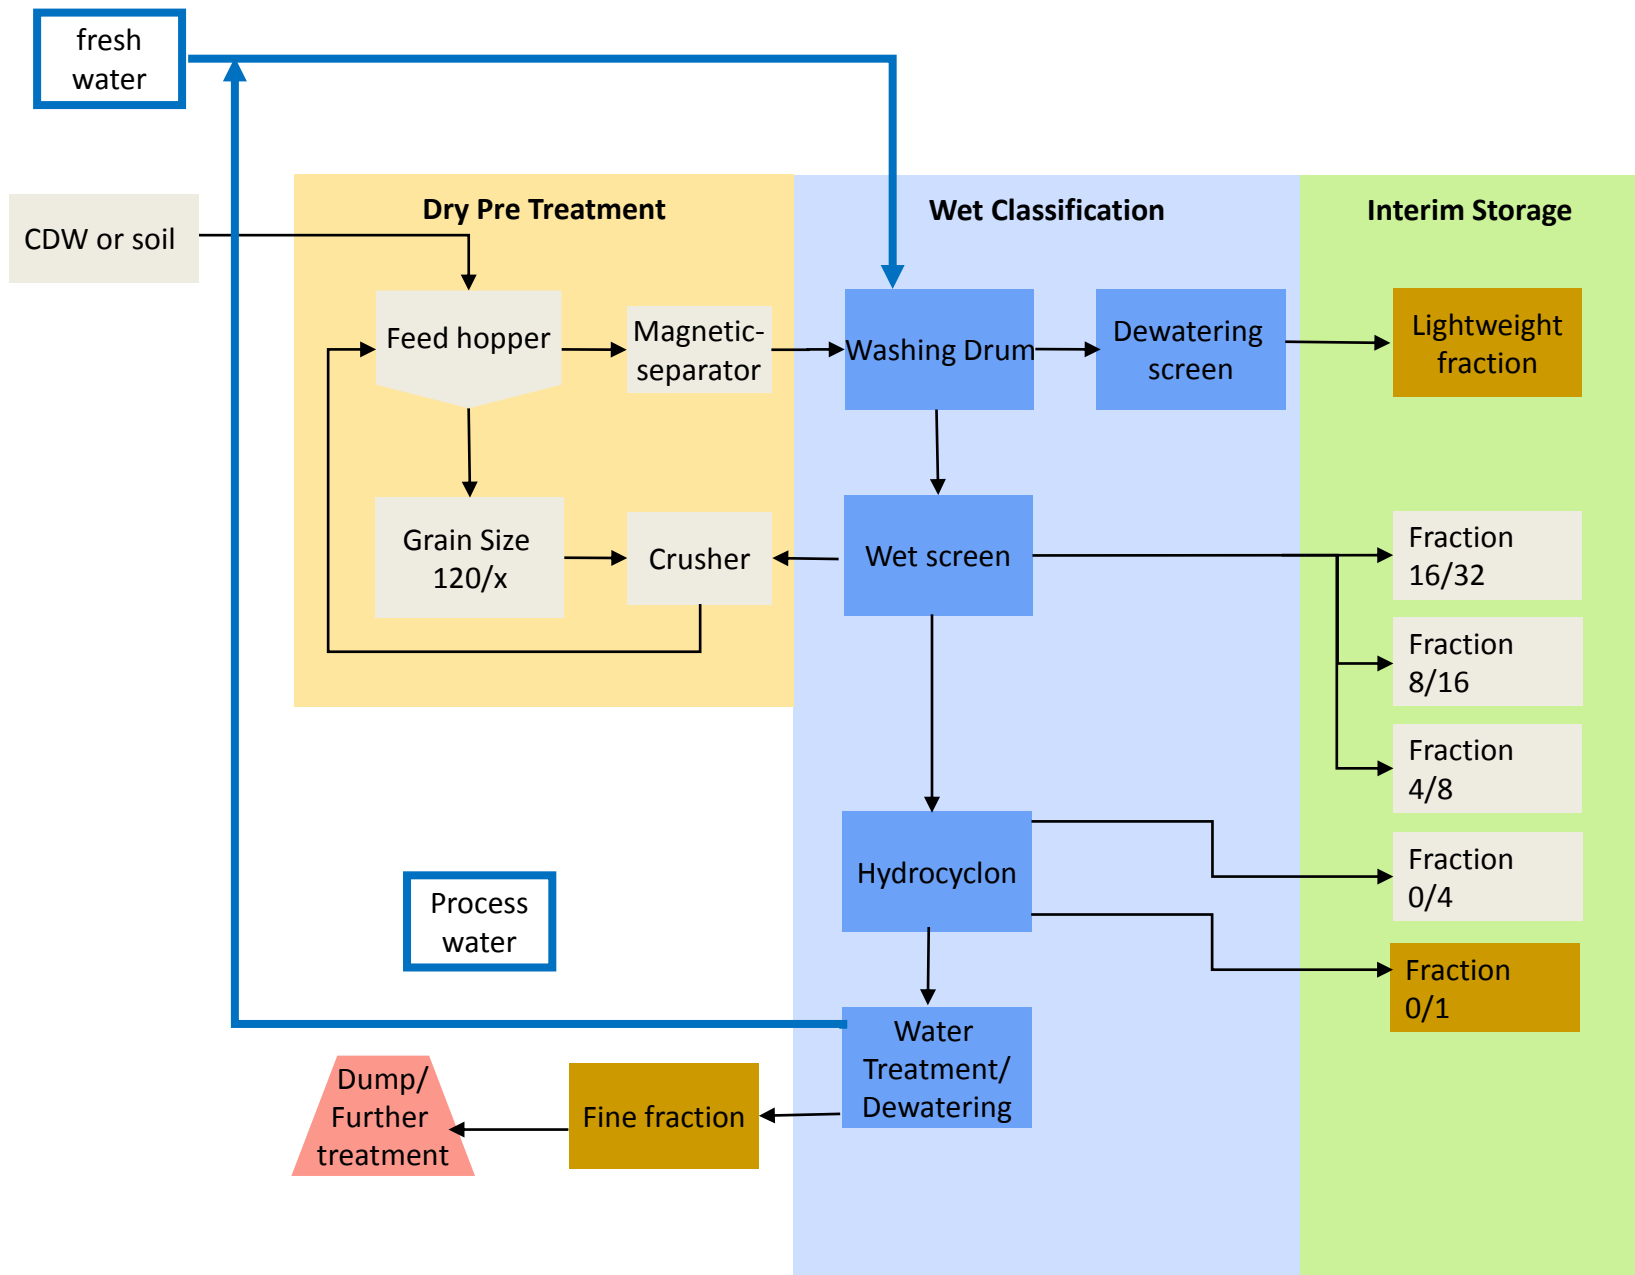 fresh
water
CDW or soil
Dry Pre Treatment
Wet Classification
Interim Storage
Feed hopper
Magnetic-
separator
Washing Drum
Dewatering
screen
Lightweight
fraction
Grain Size
120/x
Crusher
Wet screen
Fraction
16/32
Fraction
8/16
Fraction
4/8
Hydrocyclon
Fraction
0/4
Process
water
Fraction
0/1
Water
Treatment/
Dewatering
Dump/
Further
treatment
Fine fraction